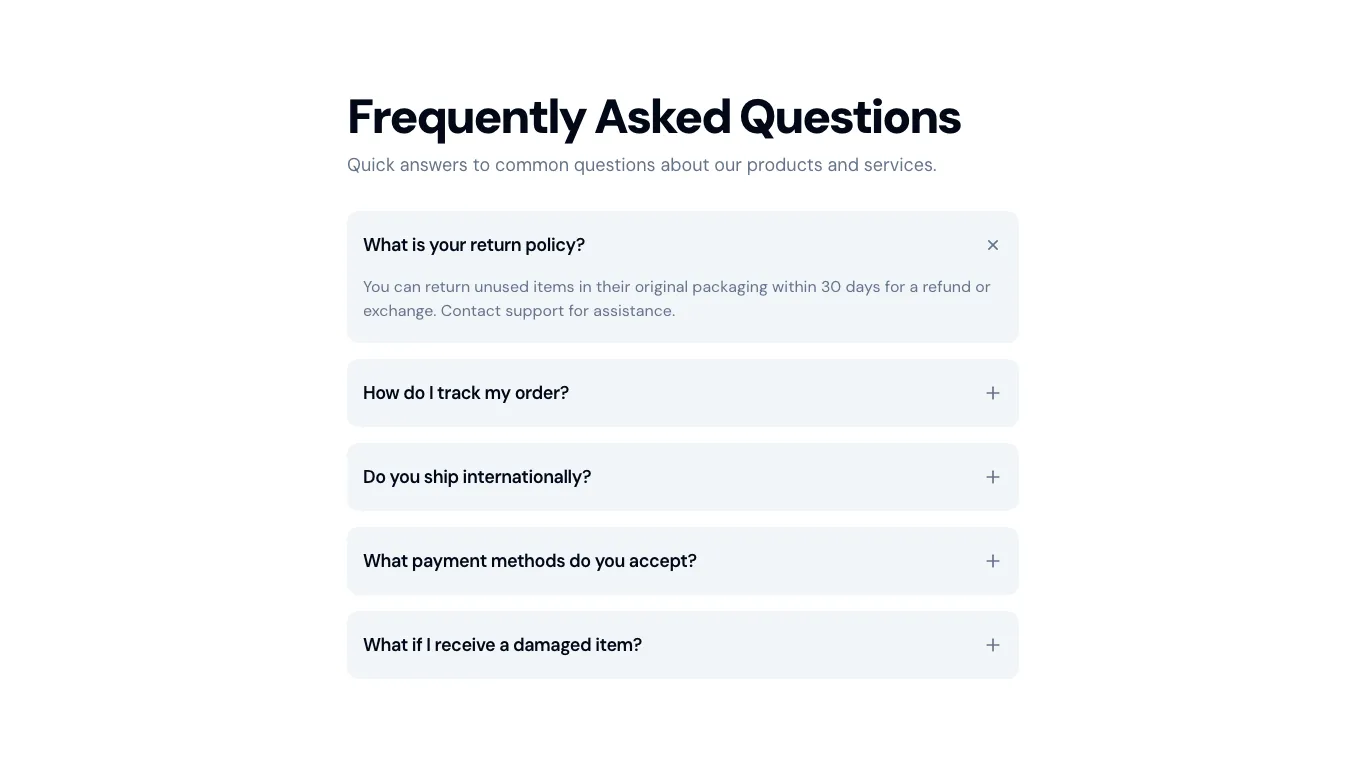 Frequently Asked Questions
Quick answers to common questions about our products and services.
What is your return policy?
You can return unused items in their original packaging within 30 days for a refund or
exchange. Contact support for assistance.
How do I track my order?
Do you ship internationally?
What payment methods do you accept?
What if I receive a damaged item?